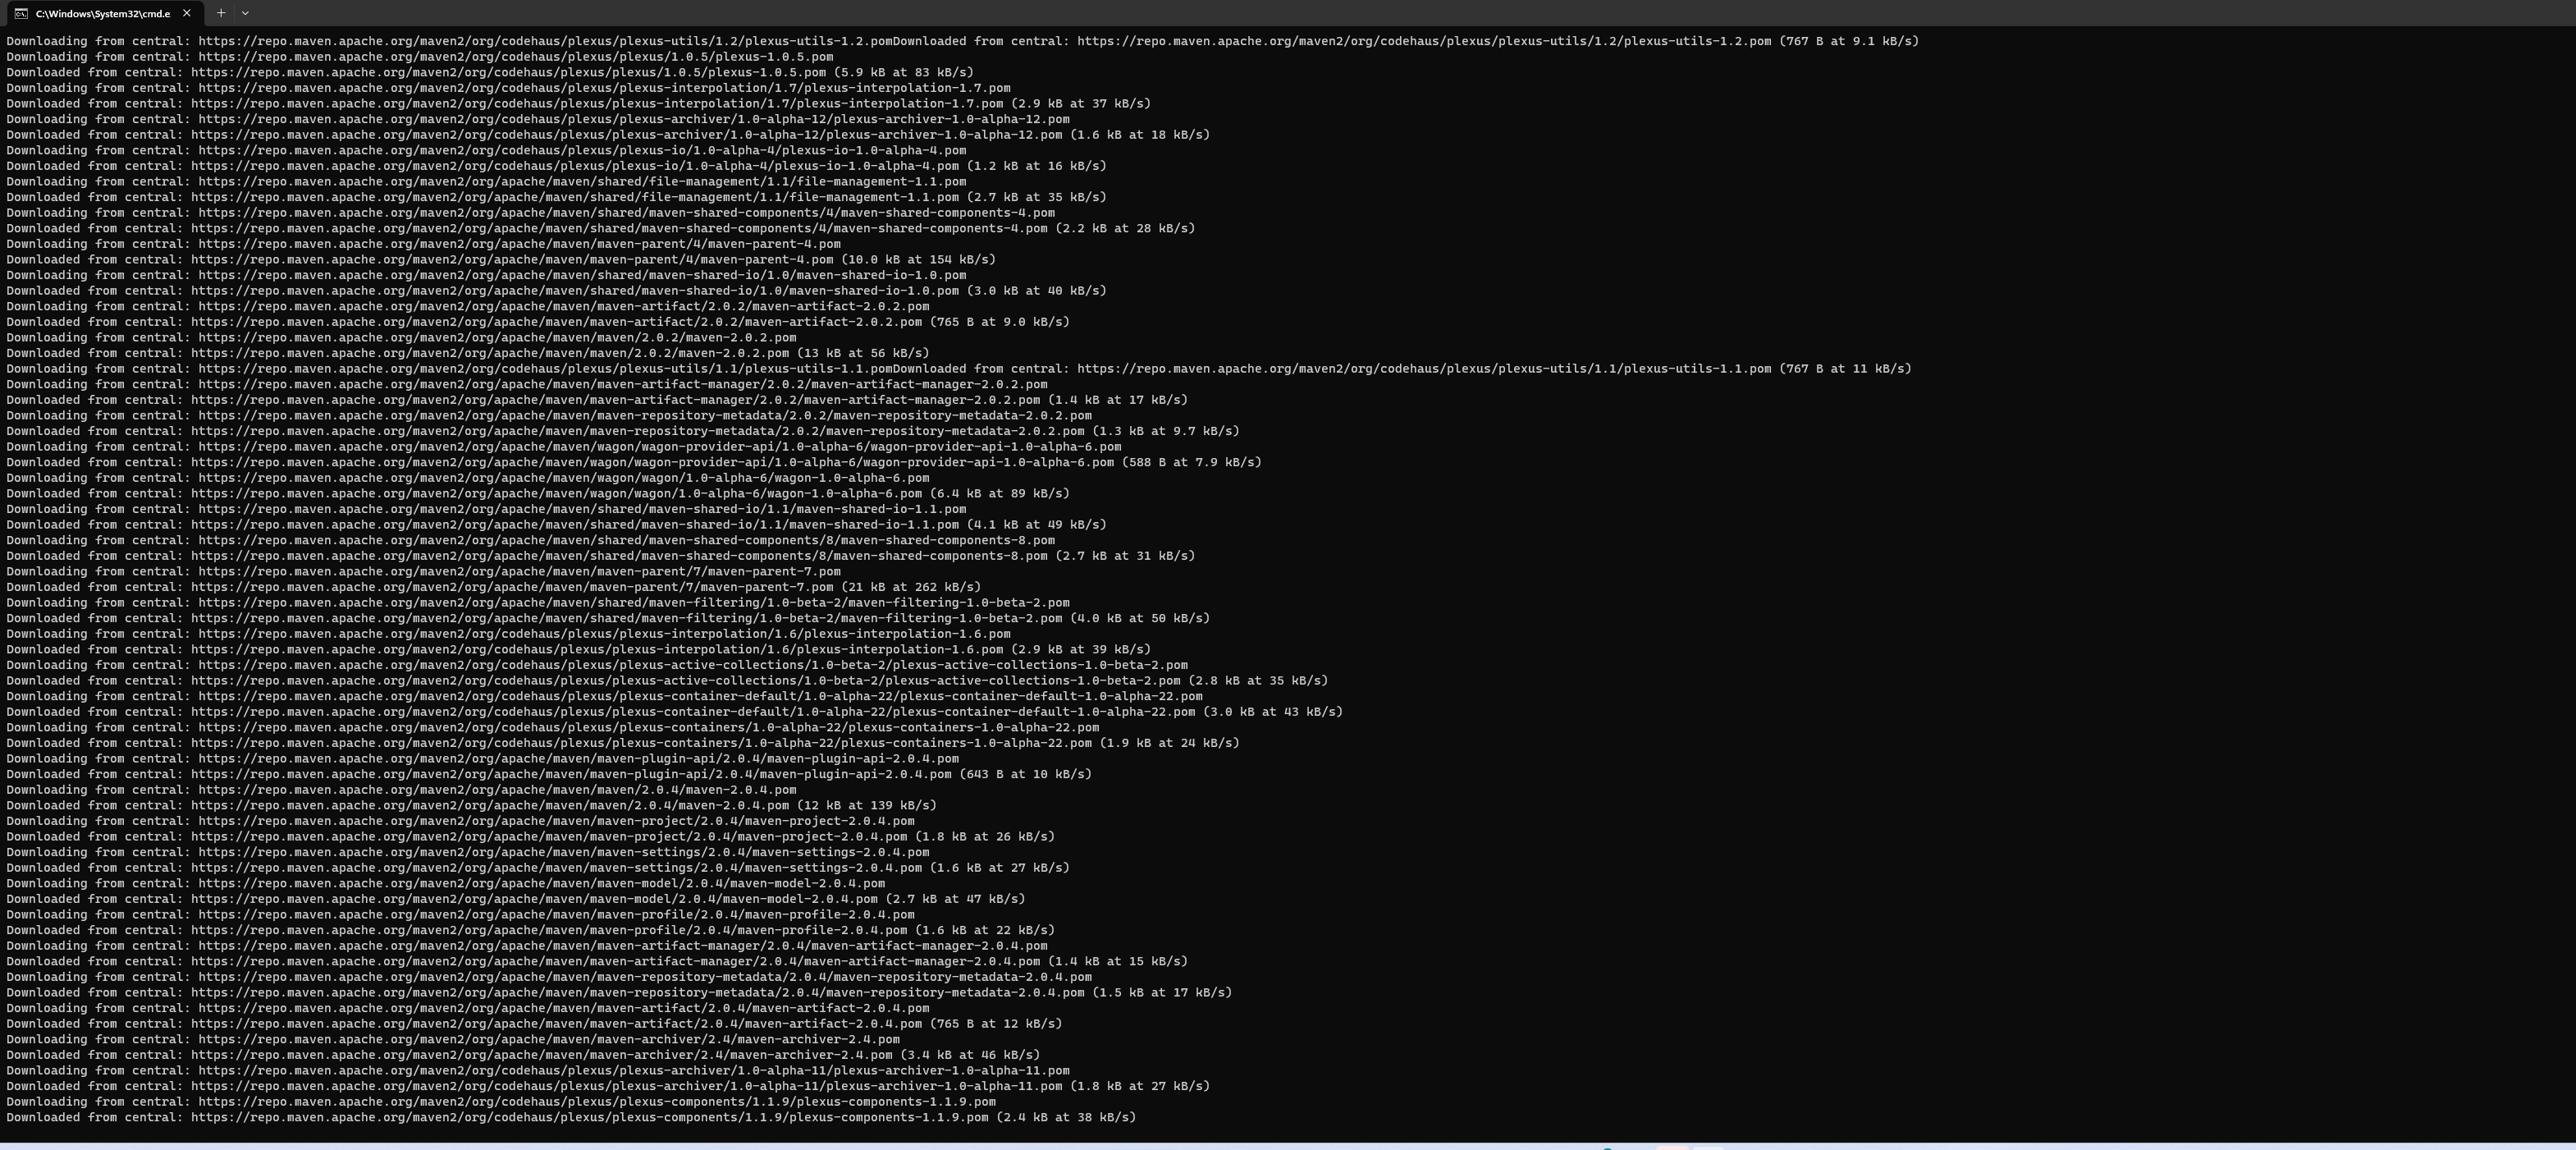 C:\Windows\System32\cmd.e
Downloading from central: https://repo.maven.apache.org/maven2/org/codehaus/plexus/plexus-utils/1.2/plexus-utils-1.2.pomDownloaded from central: https://repo.maven.apache.org/maven2/org/codehaus/plexus/plexus-utils/1.2/plexus-utils-1.2.pom (767 B at 9.1 kB/s)
Downloading from central: https://repo.maven.apache.org/maven2/org/codehaus/plexus/plexus/1.0.5/plexus-1.0.5.pom
Downloaded from central: https://repo.maven.apache.org/maven2/org/codehaus/plexus/plexus/1.0.5/plexus-1.0.5.pom (5.9 kB at 83 kB/s)
Downloading from central: https://repo.maven.apache.org/maven2/org/codehaus/plexus/plexus-interpolation/1.7/plexus-interpolation-1.7.pom
Downloaded from central: https://repo.maven.apache.org/maven2/org/codehaus/plexus/plexus-interpolation/1.7/plexus-interpolation-1.7.pom (2.9 kB at 37 kB/s)
Downloading from central: https://repo.maven.apache.org/maven2/org/codehaus/plexus/plexus-archiver/1.0-alpha-12/plexus-archiver-1.0-alpha-12.pom
Downloaded from central: https://repo.maven.apache.org/maven2/org/codehaus/plexus/plexus-archiver/1.0-alpha-12/plexus-archiver-1.0-alpha-12.pom (1.6 kB at 18 kB/s)
Downloading from central: https://repo.maven.apache.org/maven2/org/codehaus/plexus/plexus-io/1.0-alpha-4/plexus-io-1.0-alpha-4.pom
Downloaded from central: https://repo.maven.apache.org/maven2/org/codehaus/plexus/plexus-io/1.0-alpha-4/plexus-io-1.0-alpha-4.pom (1.2 kB at 16 kB/s)
Downloading from central: https://repo.maven.apache.org/maven2/org/apache/maven/shared/file-management/1.1/file-management-1.1.pom
Downloaded from central: https://repo.maven.apache.org/maven2/org/apache/maven/shared/file-management/1.1/file-management-1.1.pom (2.7 kB at 35 kB/s)
Downloading from central: https://repo.maven.apache.org/maven2/org/apache/maven/shared/maven-shared-components/4/maven-shared-components-4.pom
Downloaded from central: https://repo.maven.apache.org/maven2/org/apache/maven/shared/maven-shared-components/4/maven-shared-components-4.pom (2.2 kB at 28 kB/s)
Downloading from central: https://repo.maven.apache.org/maven2/org/apache/maven/maven-parent/4/maven-parent-4.pom
Downloaded from central: https://repo.maven.apache.org/maven2/org/apache/maven/maven-parent/4/maven-parent-4.pom (10.0 kB at 154 kB/s)
Downloading from central: https://repo.maven.apache.org/maven2/org/apache/maven/shared/maven-shared-io/1.0/maven-shared-io-1.0.pom
Downloaded from central: https://repo.maven.apache.org/maven2/org/apache/maven/shared/maven-shared-io/1.0/maven-shared-io-1.0.pom (3.0 kB at 40 kB/s)
Downloading from central: https://repo.maven.apache.org/maven2/org/apache/maven/maven-artifact/2.0.2/maven-artifact-2.0.2.pom
Downloaded from central: https://repo.maven.apache.org/maven2/org/apache/maven/maven-artifact/2.0.2/maven-artifact-2.0.2.pom (765 B at 9.0 kB/s)
Downloading from central: https://repo.maven.apache.org/maven2/org/apache/maven/maven/2.0.2/maven-2.0.2.pom
Downloaded from central: https://repo.maven.apache.org/maven2/org/apache/maven/maven/2.0.2/maven-2.0.2.pom (13 kB at 56 kB/s)
Downloading from central: https://repo.maven.apache.org/maven2/org/codehaus/plexus/plexus-utils/1.1/plexus-utils-1.1.pomDownloaded from central: https://repo.maven.apache.org/maven2/org/codehaus/plexus/plexus-utils/1.1/plexus-utils-1.1.pom (767 B at 11 kB/s)
Downloading from central: https://repo.maven.apache.org/maven2/org/apache/maven/maven-artifact-manager/2.0.2/maven-artifact-manager-2.0.2.pom
Downloaded from central: https://repo.maven.apache.org/maven2/org/apache/maven/maven-artifact-manager/2.0.2/maven-artifact-manager-2.0.2.pom (1.4 kB at 17 kB/s)
Downloading from central: https://repo.maven.apache.org/maven2/org/apache/maven/maven-repository-metadata/2.0.2/maven-repository-metadata-2.0.2.pom
Downloaded from central: https://repo.maven.apache.org/maven2/org/apache/maven/maven-repository-metadata/2.0.2/maven-repository-metadata-2.0.2.pom (1.3 kB at 9.7 kB/s)
Downloading from central: https://repo.maven.apache.org/maven2/org/apache/maven/wagon/wagon-provider-api/1.0-alpha-6/wagon-provider-api-1.0-alpha-6.pom
Downloaded from central: https://repo.maven.apache.org/maven2/org/apache/maven/wagon/wagon-provider-api/1.0-alpha-6/wagon-provider-api-1.0-alpha-6.pom (588 B at 7.9 kB/s)
Downloading from central: https://repo.maven.apache.org/maven2/org/apache/maven/wagon/wagon/1.0-alpha-6/wagon-1.0-alpha-6.pom
Downloaded from central: https://repo.maven.apache.org/maven2/org/apache/maven/wagon/wagon/1.0-alpha-6/wagon-1.0-alpha-6.pom (6.4 kB at 89 kB/s)
Downloading from central: https://repo.maven.apache.org/maven2/org/apache/maven/shared/maven-shared-io/1.1/maven-shared-io-1.1.pom
Downloaded from central: https://repo.maven.apache.org/maven2/org/apache/maven/shared/maven-shared-io/1.1/maven-shared-io-1.1.pom (4.1 kB at 49 kB/s)
Downloading from central: https://repo.maven.apache.org/maven2/org/apache/maven/shared/maven-shared-components/8/maven-shared-components-8.pom
Downloaded from central: https://repo.maven.apache.org/maven2/org/apache/maven/shared/maven-shared-components/8/maven-shared-components-8.pom (2.7 kB at 31 kB/s)
Downloading from central: https://repo.maven.apache.org/maven2/org/apache/maven/maven-parent/7/maven-parent-7.pom
Downloaded from central: https://repo.maven.apache.org/maven2/org/apache/maven/maven-parent/7/maven-parent-7.pom (21 kB at 262 kB/s)
Downloading from central: https://repo.maven.apache.org/maven2/org/apache/maven/shared/maven-filtering/1.0-beta-2/maven-filtering-1.0-beta-2.pom
Downloaded from central: https://repo.maven.apache.org/maven2/org/apache/maven/shared/maven-filtering/1.0-beta-2/maven-filtering-1.0-beta-2.pom (4.0 kB at 50 kB/s)
Downloading from central: https://repo.maven.apache.org/maven2/org/codehaus/plexus/plexus-interpolation/1.6/plexus-interpolation-1.6.pom
Downloaded from central: https://repo.maven.apache.org/maven2/org/codehaus/plexus/plexus-interpolation/1.6/plexus-interpolation-1.6.pom (2.9 kB at 39 kB/s)
Downloading from central: https://repo.maven.apache.org/maven2/org/codehaus/plexus/plexus-active-collections/1.0-beta-2/plexus-active-collections-1.0-beta-2.pom
Downloaded from central: https://repo.maven.apache.org/maven2/org/codehaus/plexus/plexus-active-collections/1.0-beta-2/plexus-active-collections-1.0-beta-2.pom (2.8 kB at 35 kB/s)
Downloading from central: https://repo.maven.apache.org/maven2/org/codehaus/plexus/plexus-container-default/1.0-alpha-22/plexus-container-default-1.0-alpha-22.pom
Downloaded from central: https://repo.maven.apache.org/maven2/org/codehaus/plexus/plexus-container-default/1.0-alpha-22/plexus-container-default-1.0-alpha-22.pom (3.0 kB at 43 kB/s)
Downloading from central: https://repo.maven.apache.org/maven2/org/codehaus/plexus/plexus-containers/1.0-alpha-22/plexus-containers-1.0-alpha-22.pom
Downloaded from central: https://repo.maven.apache.org/maven2/org/codehaus/plexus/plexus-containers/1.0-alpha-22/plexus-containers-1.0-alpha-22.pom (1.9 kB at 24 kB/s)
Downloading from central: https://repo.maven.apache.org/maven2/org/apache/maven/maven-plugin-api/2.0.4/maven-plugin-api-2.0.4.pom
Downloaded from central: https://repo.maven.apache.org/maven2/org/apache/maven/maven-plugin-api/2.0.4/maven-plugin-api-2.0.4.pom (643 B at 10 kB/s)
Downloading from central: https://repo.maven.apache.org/maven2/org/apache/maven/maven/2.0.4/maven-2.0.4.pom
Downloaded from central: https://repo.maven.apache.org/maven2/org/apache/maven/maven/2.0.4/maven-2.0.4.pom (12 kB at 139 kB/s)
Downloading from central: https://repo.maven.apache.org/maven2/org/apache/maven/maven-project/2.0.4/maven-project-2.0.4.pom
Downloaded from central: https://repo.maven.apache.org/maven2/org/apache/maven/maven-project/2.0.4/maven-project-2.0.4.pom (1.8 kB at 26 kB/s)
Downloading from central: https://repo.maven.apache.org/maven2/org/apache/maven/maven-settings/2.0.4/maven-settings-2.0.4.pom
Downloaded from central: https://repo.maven.apache.org/maven2/org/apache/maven/maven-settings/2.0.4/maven-settings-2.0.4.pom (1.6 kB at 27 kB/s)
Downloading from central: https://repo.maven.apache.org/maven2/org/apache/maven/maven-model/2.0.4/maven-model-2.0.4.pom
Downloaded from central: https://repo.maven.apache.org/maven2/org/apache/maven/maven-model/2.0.4/maven-model-2.0.4.pom (2.7 kB at 47 kB/s)
Downloading from central: https://repo.maven.apache.org/maven2/org/apache/maven/maven-profile/2.0.4/maven-profile-2.0.4.pom
Downloaded from central: https://repo.maven.apache.org/maven2/org/apache/maven/maven-profile/2.0.4/maven-profile-2.0.4.pom (1.6 kB at 22 kB/s)
Downloading from central: https://repo.maven.apache.org/maven2/org/apache/maven/maven-artifact-manager/2.0.4/maven-artifact-manager-2.0.4.pom
Downloaded from central: https://repo.maven.apache.org/maven2/org/apache/maven/maven-artifact-manager/2.0.4/maven-artifact-manager-2.0.4.pom (1.4 kB at 15 kB/s)
Downloading from central: https://repo.maven.apache.org/maven2/org/apache/maven/maven-repository-metadata/2.0.4/maven-repository-metadata-2.0.4.pom
Downloaded from central: https://repo.maven.apache.org/maven2/org/apache/maven/maven-repository-metadata/2.0.4/maven-repository-metadata-2.0.4.pom (1.5 kB at 17 kB/s)
Downloading from central: https://repo.maven.apache.org/maven2/org/apache/maven/maven-artifact/2.0.4/maven-artifact-2.0.4.pom
Downloaded from central: https://repo.maven.apache.org/maven2/org/apache/maven/maven-artifact/2.0.4/maven-artifact-2.0.4.pom (765 B at 12 kB/s)
Downloading from central: https://repo.maven.apache.org/maven2/org/apache/maven/maven-archiver/2.4/maven-archiver-2.4.pom
Downloaded from central: https://repo.maven.apache.org/maven2/org/apache/maven/maven-archiver/2.4/maven-archiver-2.4.pom (3.4 kB at 46 kB/s)
Downloading from central: https://repo.maven.apache.org/maven2/org/codehaus/plexus/plexus-archiver/1.0-alpha-11/plexus-archiver-1.0-alpha-11.pom
Downloaded from central: https://repo.maven.apache.org/maven2/org/codehaus/plexus/plexus-archiver/1.0-alpha-11/plexus-archiver-1.0-alpha-11.pom (1.8 kB at 27 kB/s)
Downloading from central: https://repo.maven.apache.org/maven2/org/codehaus/plexus/plexus-components/1.1.9/plexus-components-1.1.9.pom
Downloaded from central: https://repo.maven.apache.org/maven2/org/codehaus/plexus/plexus-components/1.1.9/plexus-components-1.1.9.pom (2.4 kB at 38 kB/s)